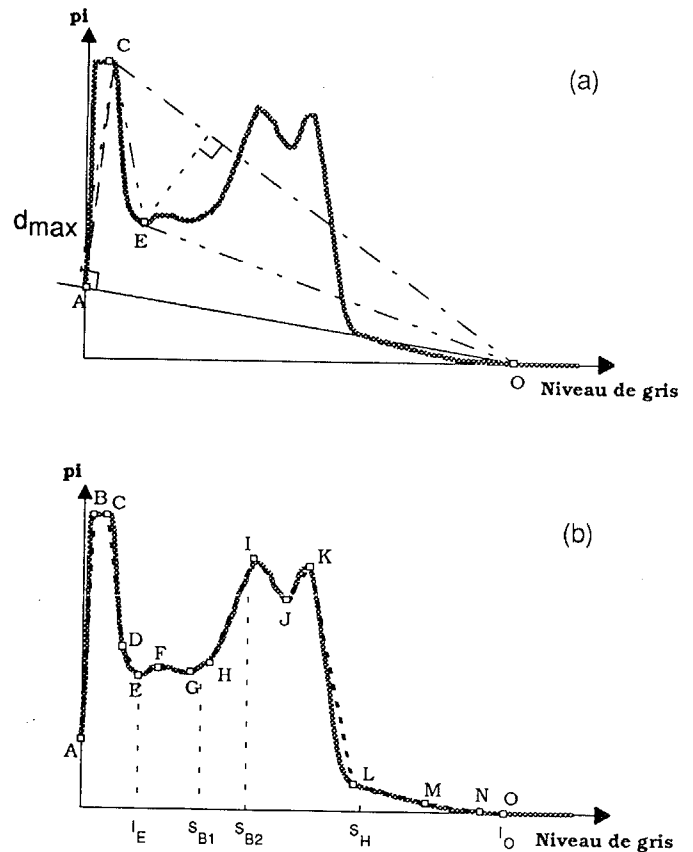 pi
C
(a)
E
dmax
A
O
Niveau de gris
pi
B C
I
K
(b)
J
D
F
E
G
H
A
L
M
N
O
IE
SB1
SB2
SH
IO
Niveau de gris